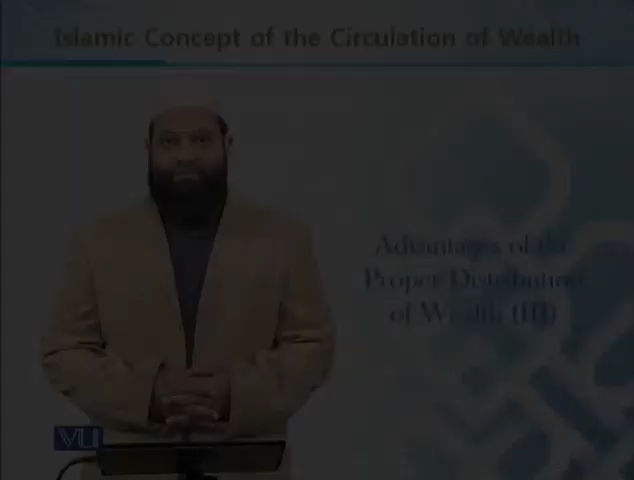 Islamic Concept of the Circulation of Wealth
Advantages of the
Proper Distribution
of Wealth (III)
VU